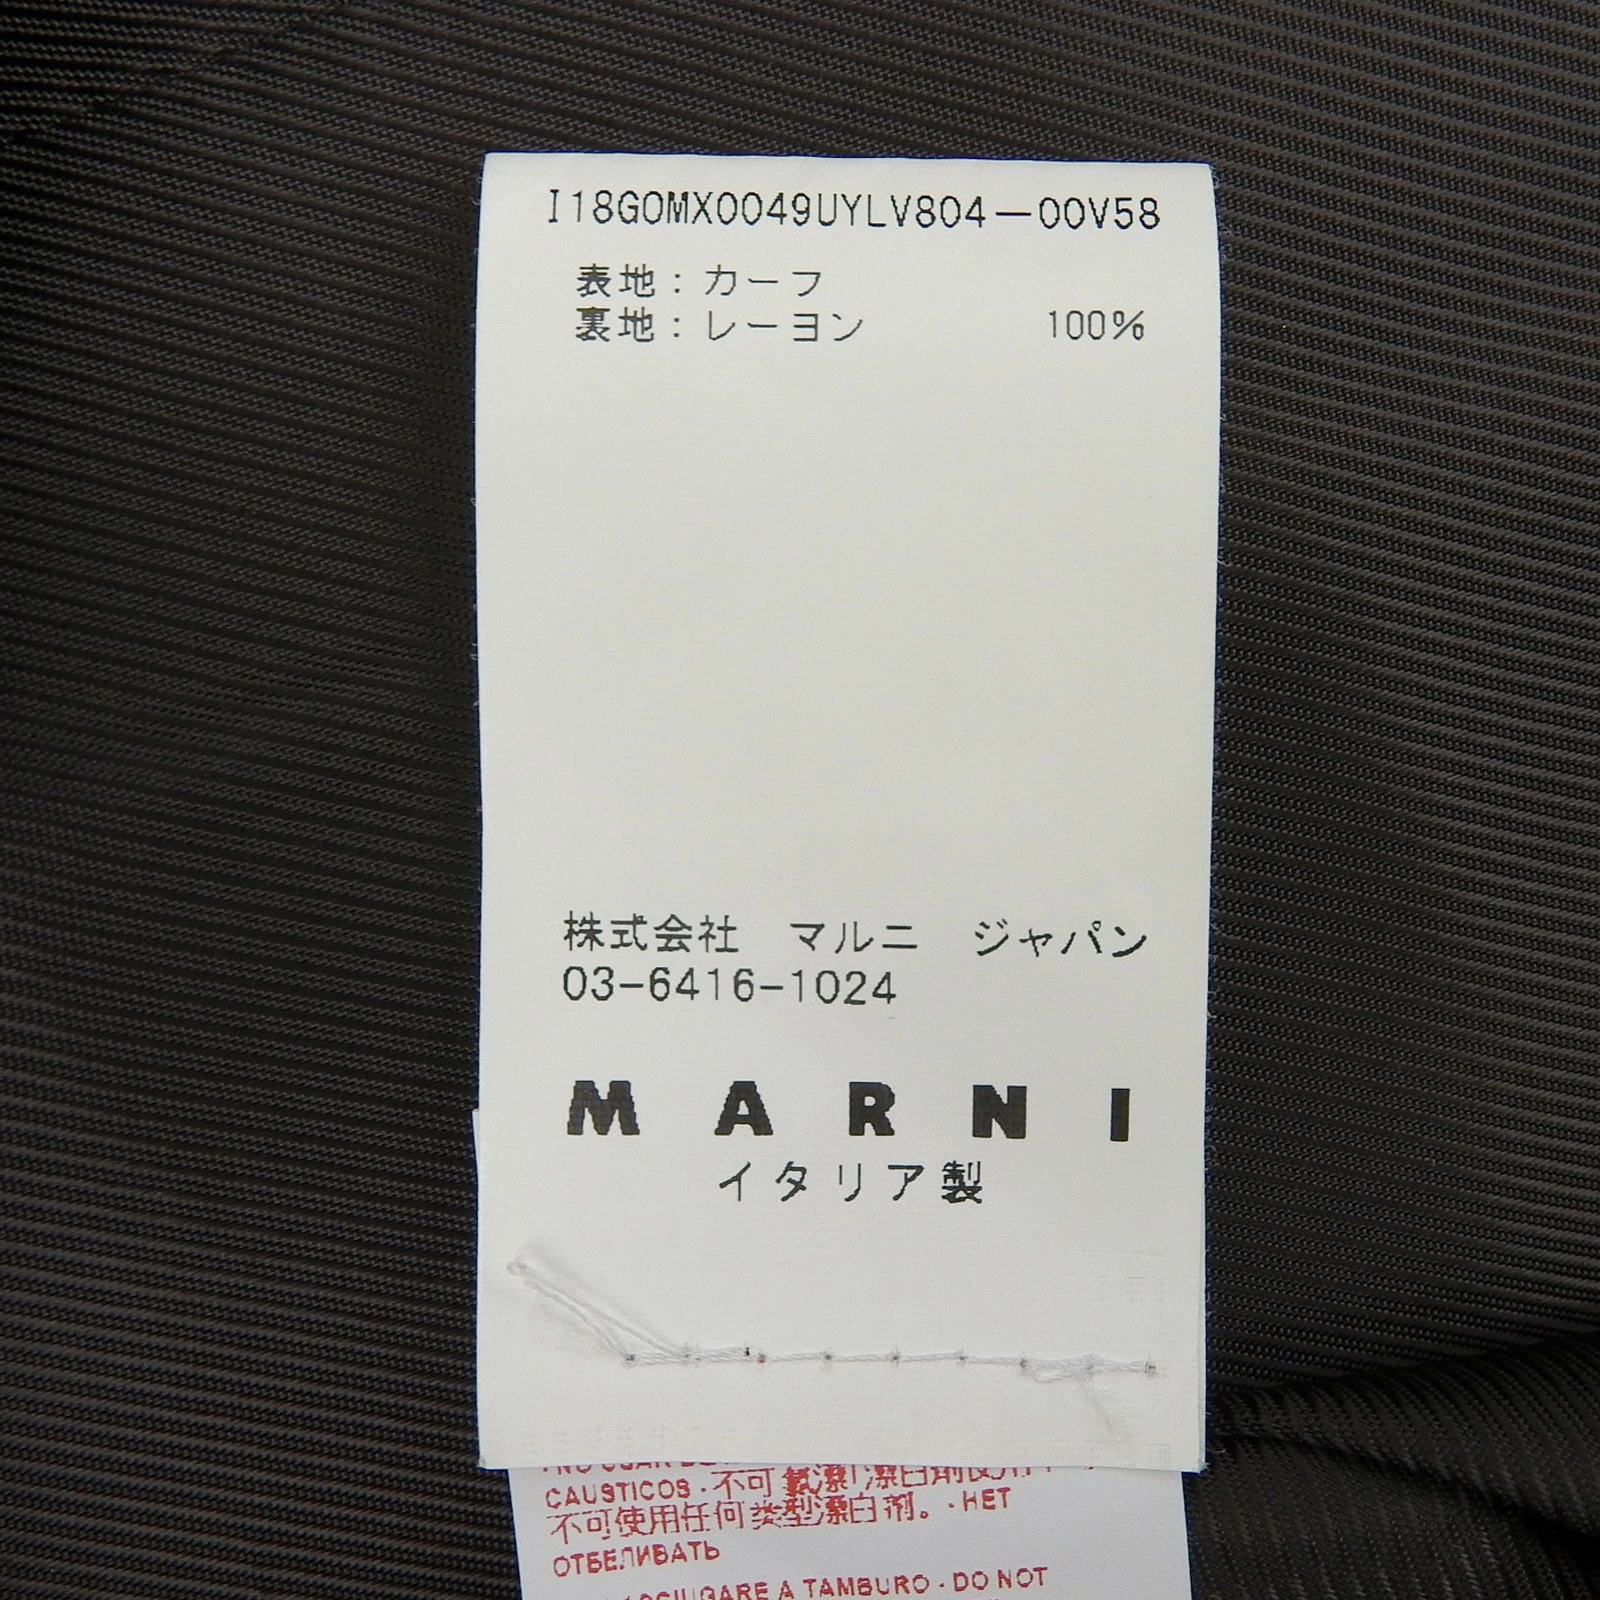 I18GOMX0049UYLV804—00V58
表地：カーフ
裏地：レーヨン 100%
株式会社 マルニ ジャパン
03-6416-1024
MARNI
イタリア製
CAUSTICOS · 不可
不可使用任何类型漂白剂。· НЕТ
ОТБЕЛИВАТЬ
A TAMBURO · DO NOT